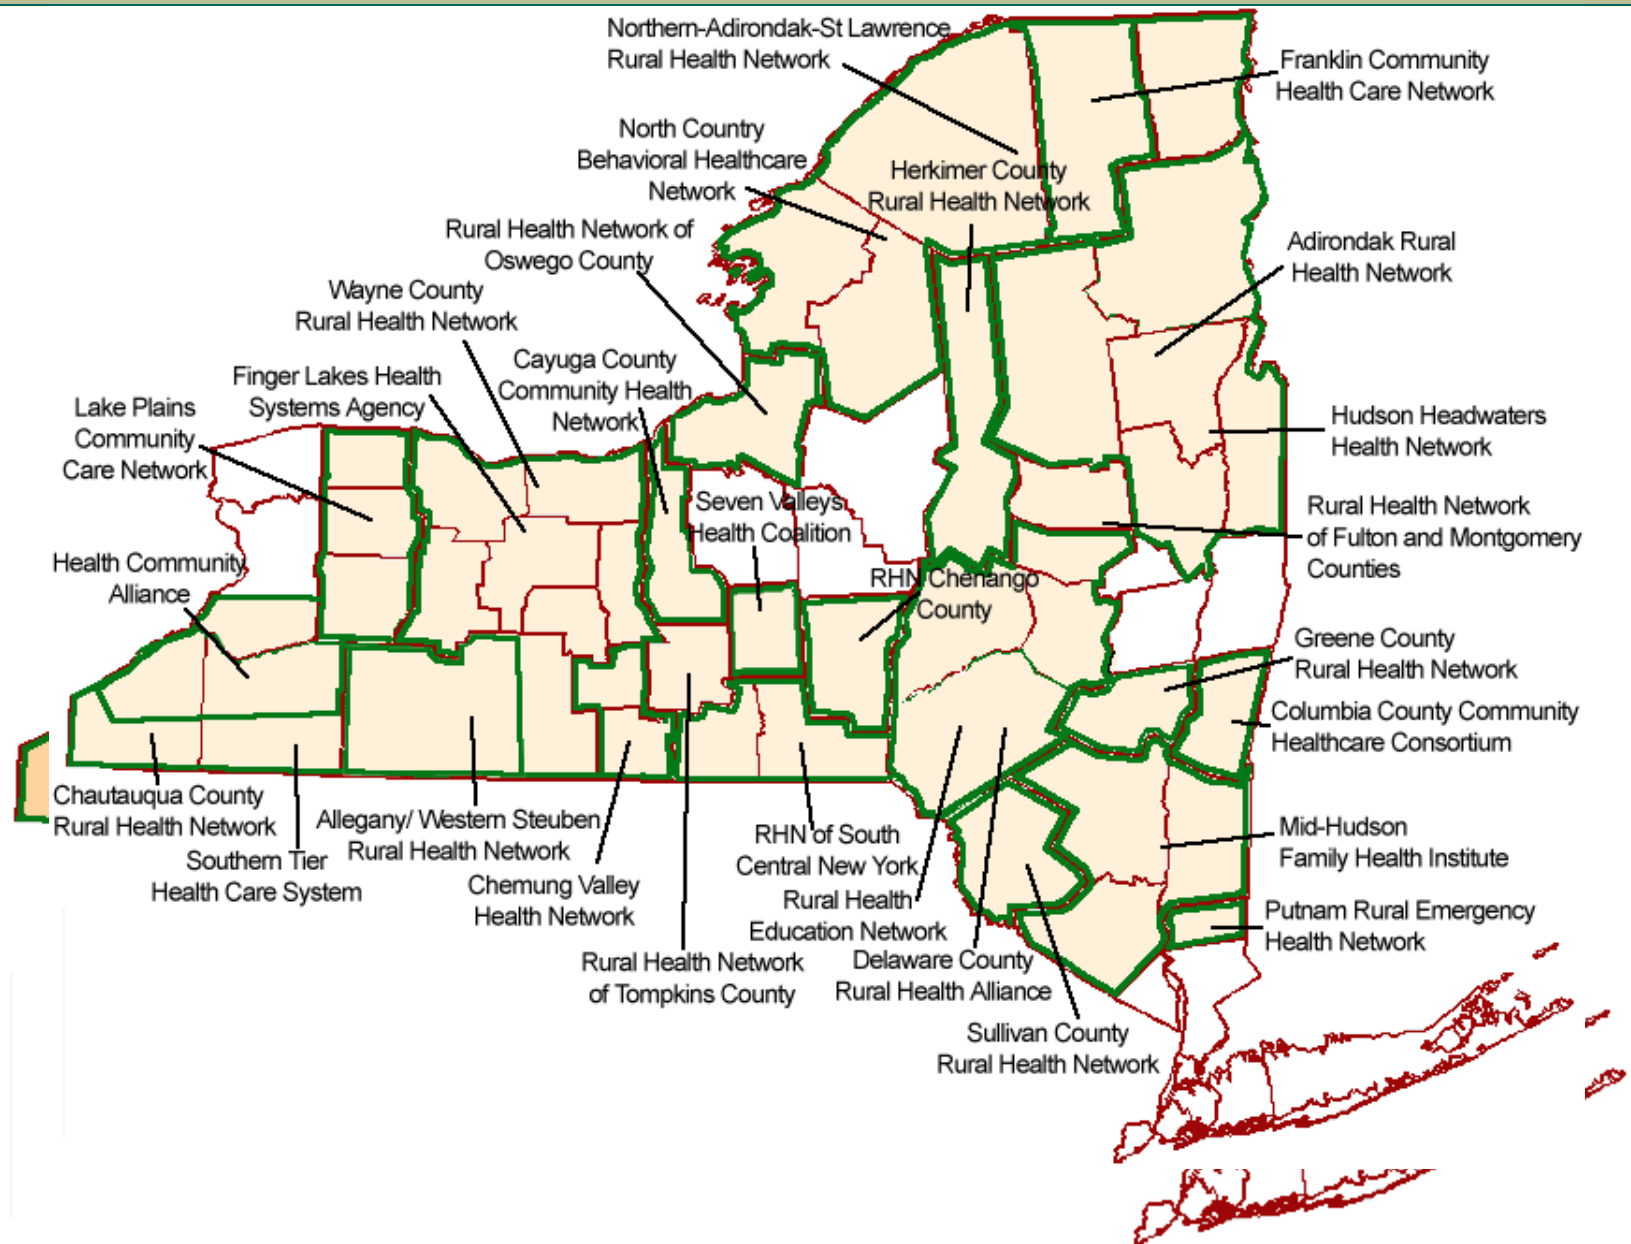 Northern-Adirondak-St Lawrence
Rural Health Network
Franklin Community
Health Care Network
North Country
Behavioral Healthcare
Network
Herkimer County
Rural Health Network
Rural Health Network of
Oswego County
Adirondak Rural
Health Network
Wayne County
Rural Health Network
Cayuga County
Community Health
Network
Finger Lakes Health
Systems Agency
Lake Plains
Community
Care Network
Hudson Headwaters
Health Network
Seven Valleys
Health Coalition
Rural Health Network
of Fulton and Montgomery
Counties
Health Community
Alliance
RHN Chenango
County
Greene County
Rural Health Network
Columbia County Community
Healthcare Consortium
Chautauqua County
Rural Health Network
Southern Tier
Health Care System
Allegany/ Western Steuben
Rural Health Network
Chemung Valley
Health Network
Rural Health Network
of Tompkins County
RHN of South
Central New York
Rural Health
Education Network
Delaware County
Rural Health Alliance
Sullivan County
Rural Health Network
Mid-Hudson
Family Health Institute
Putnam Rural Emergency
Health Network